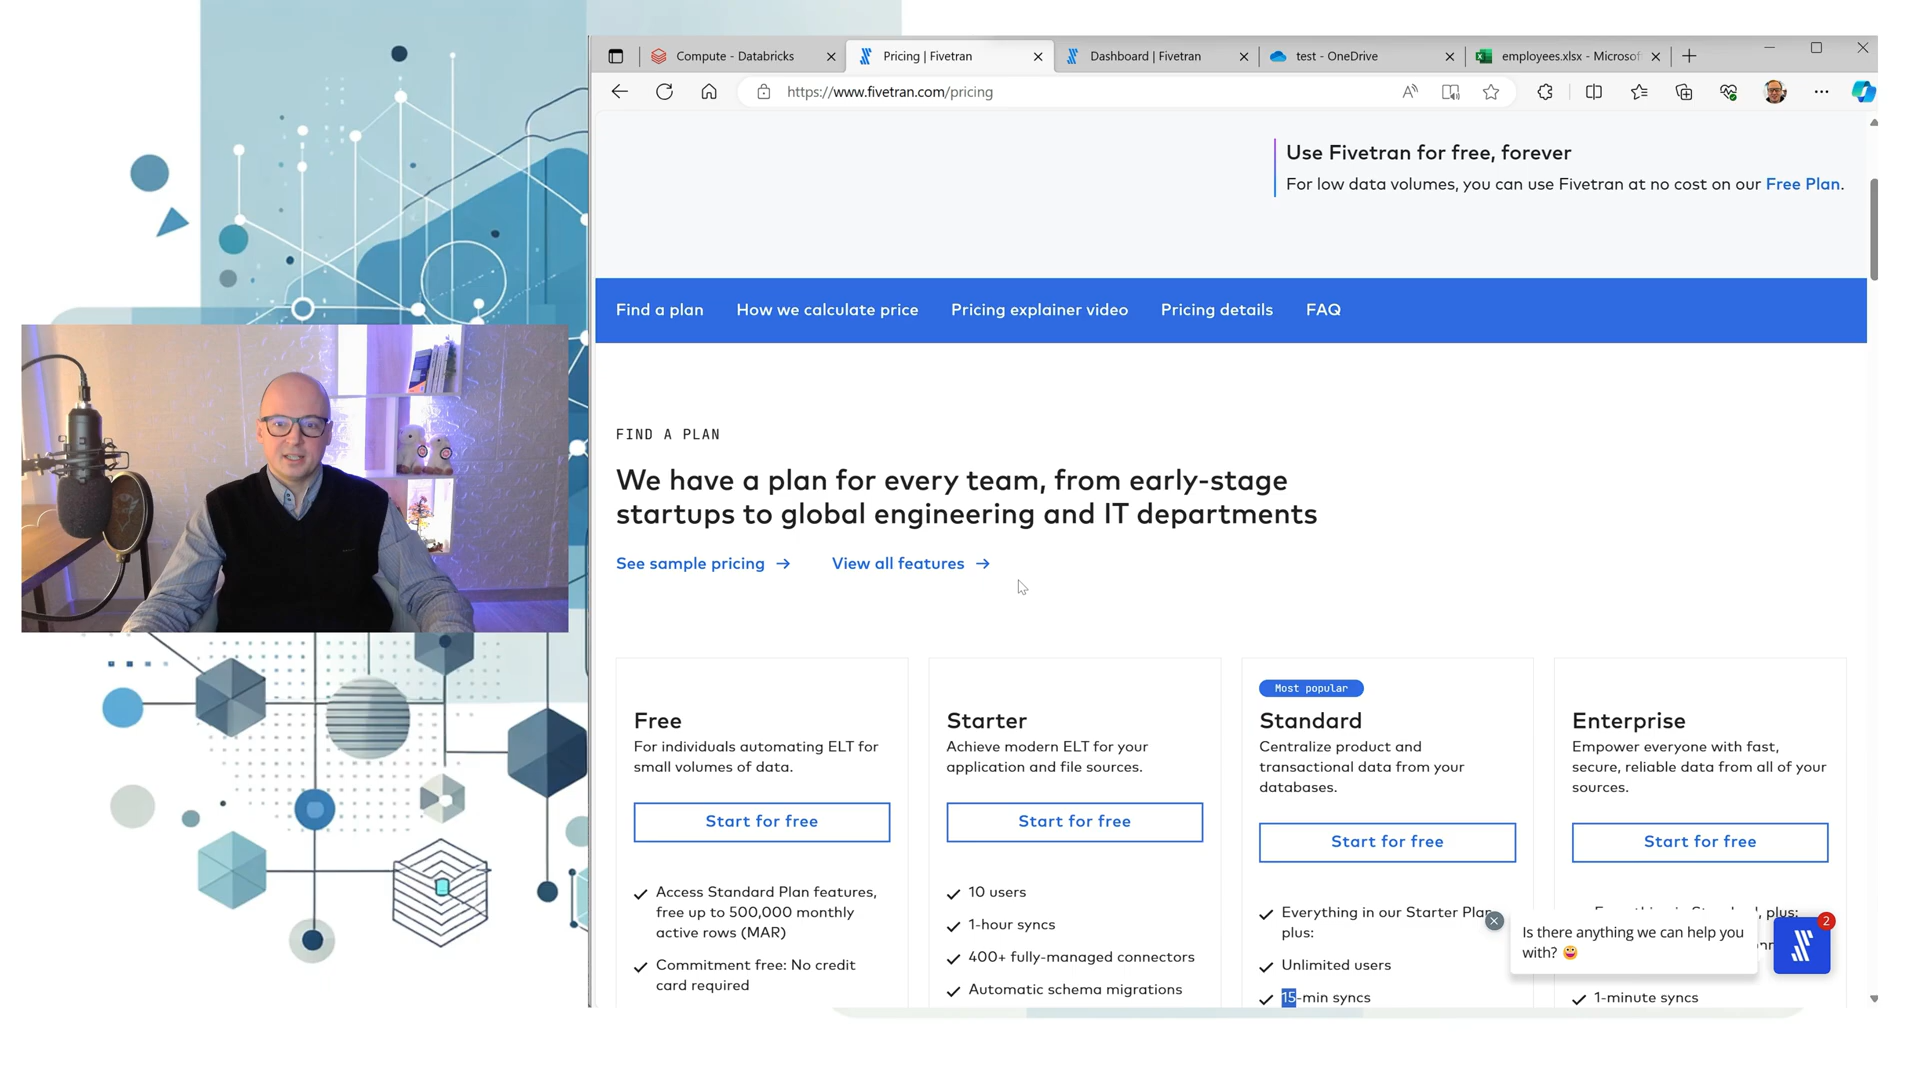 Compute - Databricks
Pricing | Fivetran
Dashboard | Fivetran
test - OneDrive
employees.xlsx - Microsof
https://www.fivetran.com/pricing
Use Fivetran for free, forever
For low data volumes, you can use Fivetran at no cost on our Free Plan.
Find a plan
How we calculate price
Pricing explainer video
Pricing details
FAQ
FIND A PLAN
We have a plan for every team, from early-stage
startups to global engineering and IT departments
See sample pricing →
View all features →
Free
For individuals automating ELT for
small volumes of data.
Start for free
Access Standard Plan features,
free up to 500,000 monthly
active rows (MAR)
Commitment free: No credit
card required
Starter
Achieve modern ELT for your
application and file sources.
Start for free
10 users
1-hour syncs
400+ fully-managed connectors
Automatic schema migrations
Most popular
Standard
Centralize product and
transactional data from your
databases.
Start for free
Everything in our Starter Plan
plus:
Unlimited users
15-min syncs
Enterprise
Empower everyone with fast,
secure, reliable data from all of your
sources.
Start for free
plus:
1-minute syncs
Is there anything we can help you
with? 😀
2